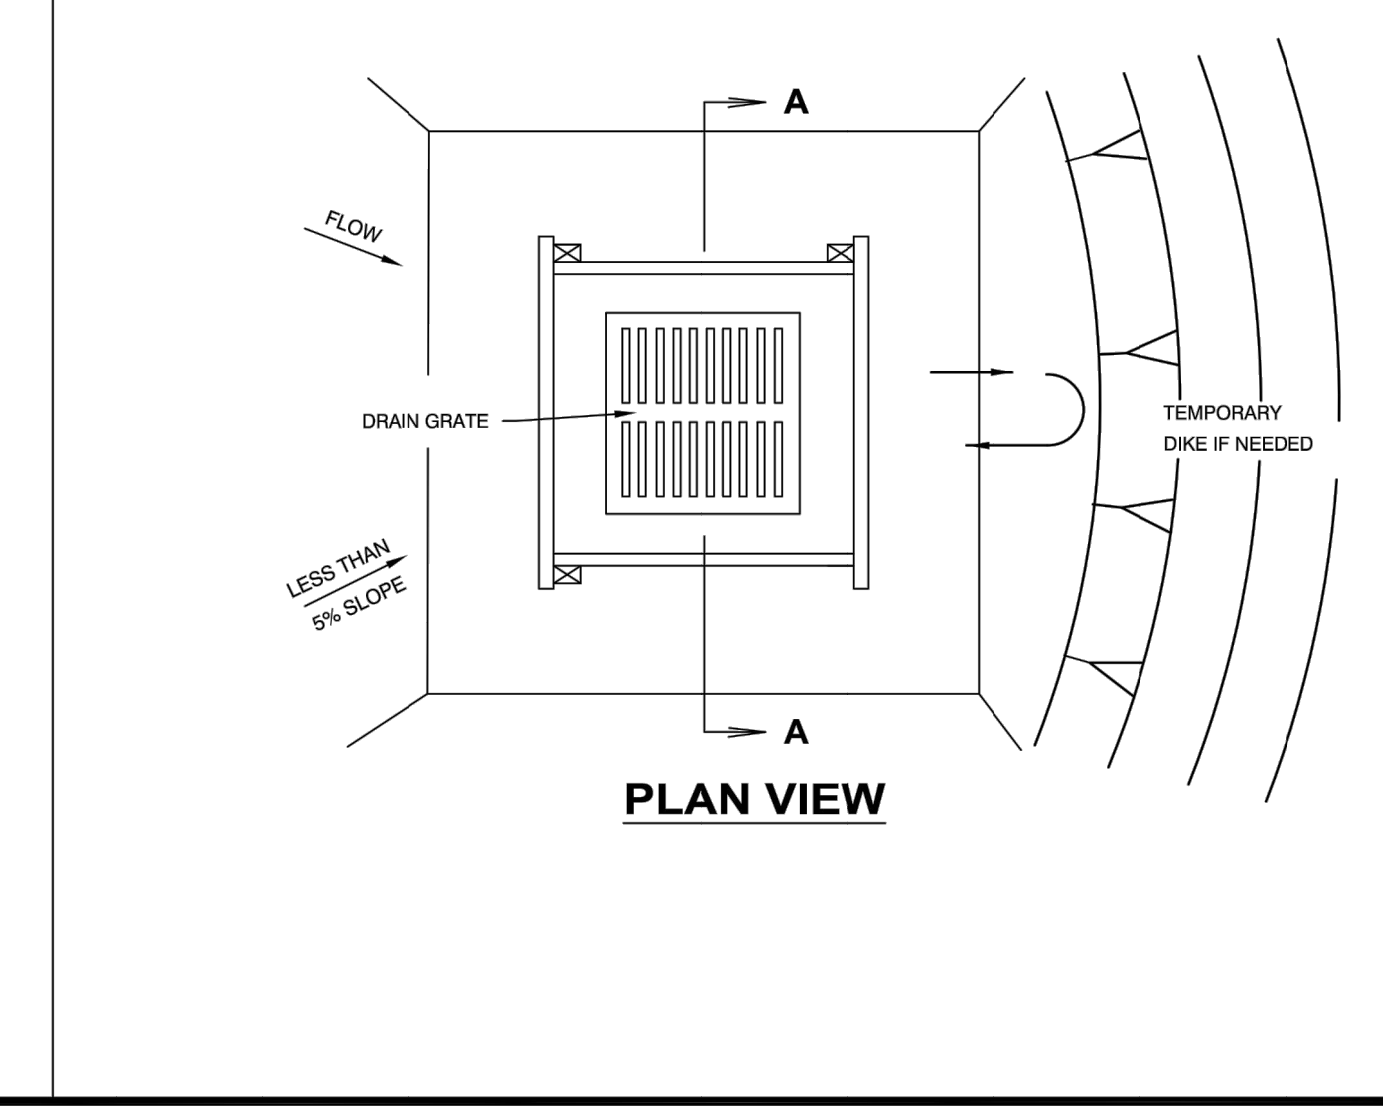 A
FLOW
DRAIN GRATE
TEMPORARY
DIKE IF NEEDED
LESS THAN
5% SLOPE
A
PLAN VIEW